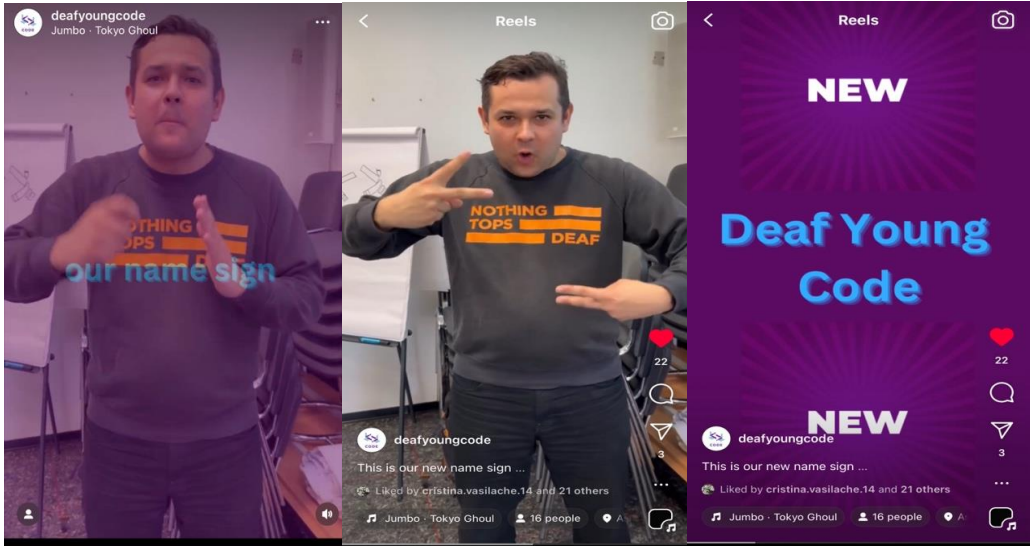 deafyoungcode
Jumbo · Tokyo Ghoul
NOTHING
TOPS
DEAF
our name sign
Reels
NOTHING
TOPS
DEAF
22
3
CODE
deafyoungcode
This is our new name sign ...
Liked by cristina.vasilache.14 and 21 others
Jumbo · Tokyo Ghoul
16 people
Reels
NEW
Deaf Young
Code
NEW
22
3
CODE
deafyoungcode
This is our new name sign ...
Liked by cristina.vasilache.14 and 21 others
Jumbo · Tokyo Ghoul
16 people